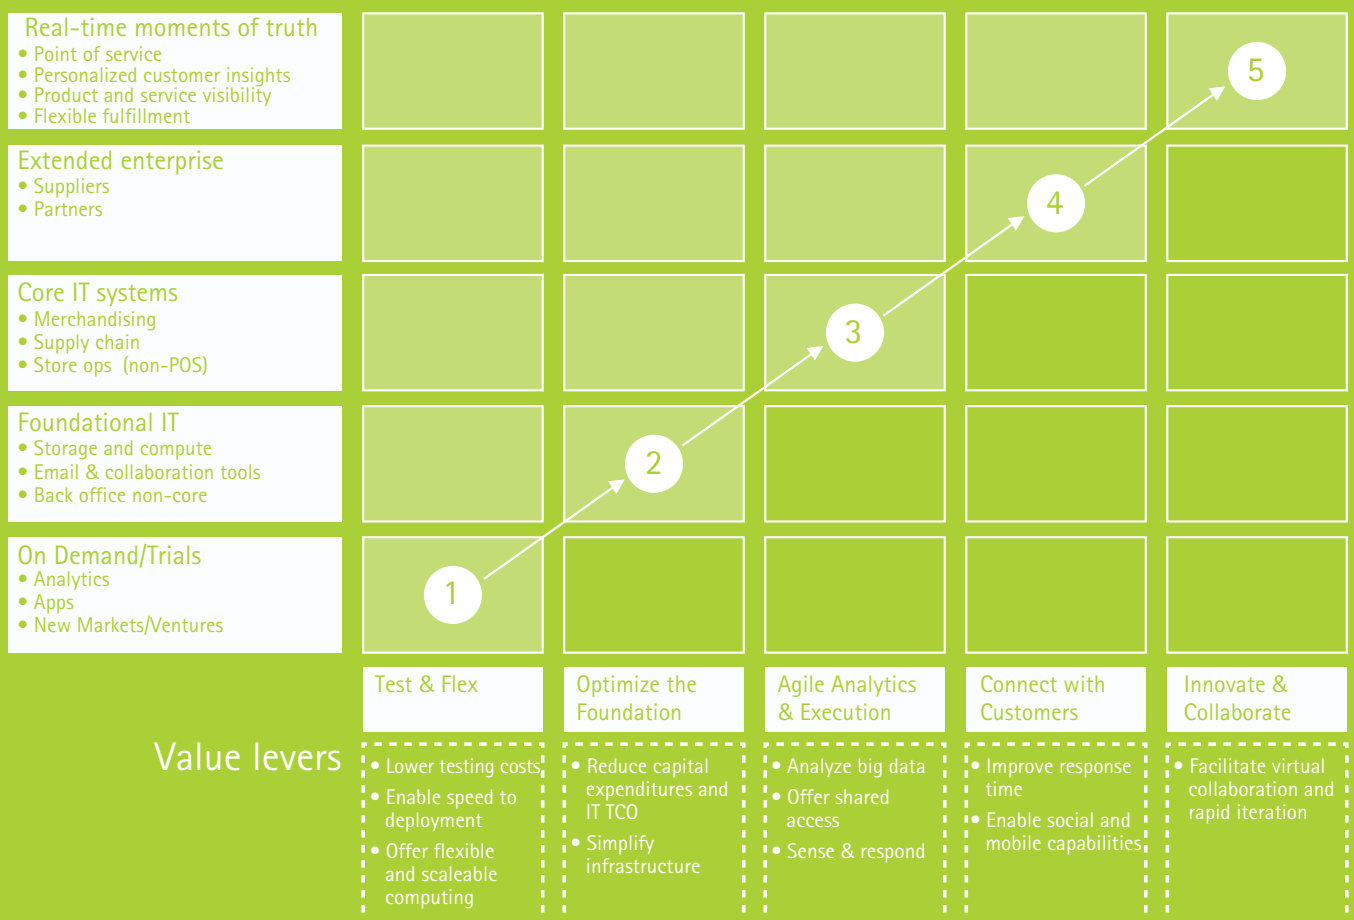 Real-time moments of truth
• Point of service
• Personalized customer insights
• Product and service visibility
• Flexible fulfillment
5
Extended enterprise
• Suppliers
• Partners
4
Core IT systems
• Merchandising
• Supply chain
• Store ops (non-POS)
3
Foundational IT
• Storage and compute
• Email & collaboration tools
• Back office non-core
2
On Demand/Trials
• Analytics
• Apps
• New Markets/Ventures
1
Test & Flex
Optimize the
Foundation
Agile Analytics
& Execution
Connect with
Customers
Innovate &
Collaborate
Value levers
• Lower testing costs
• Enable speed to
deployment
• Offer flexible
and scaleable
computing
• Reduce capital
expenditures and
IT TCO
• Simplify
infrastructure
• Analyze big data
• Offer shared
access
• Sense & respond
• Improve response
time
• Enable social and
mobile capabilities
• Facilitate virtual
collaboration and
rapid iteration